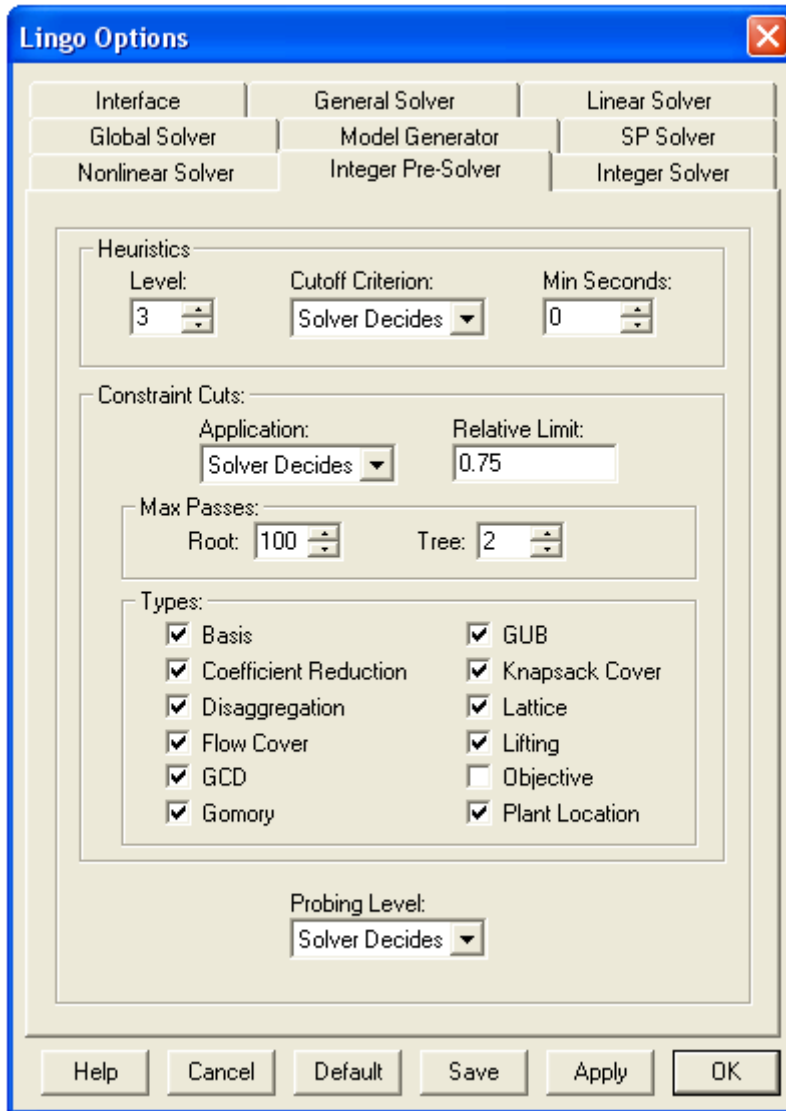 Lingo Options
Interface General Solver Linear Solver
Global Solver Model Generator SP Solver
Nonlinear Solver Integer Pre-Solver Integer Solver
Heuristics
Level: Cutoff Criterion: Min Seconds:
3 Solver Decides 0
Constraint Cuts:
Application: Relative Limit:
Solver Decides 0.75
Max Passes:
Root: 100 Tree: 2
Types:
Basis GUB
Coefficient Reduction Knapsack Cover
Disaggregation Lattice
Flow Cover Lifting
GCD Objective
Gomory Plant Location
Probing Level:
Solver Decides
Help Cancel Default Save Apply OK